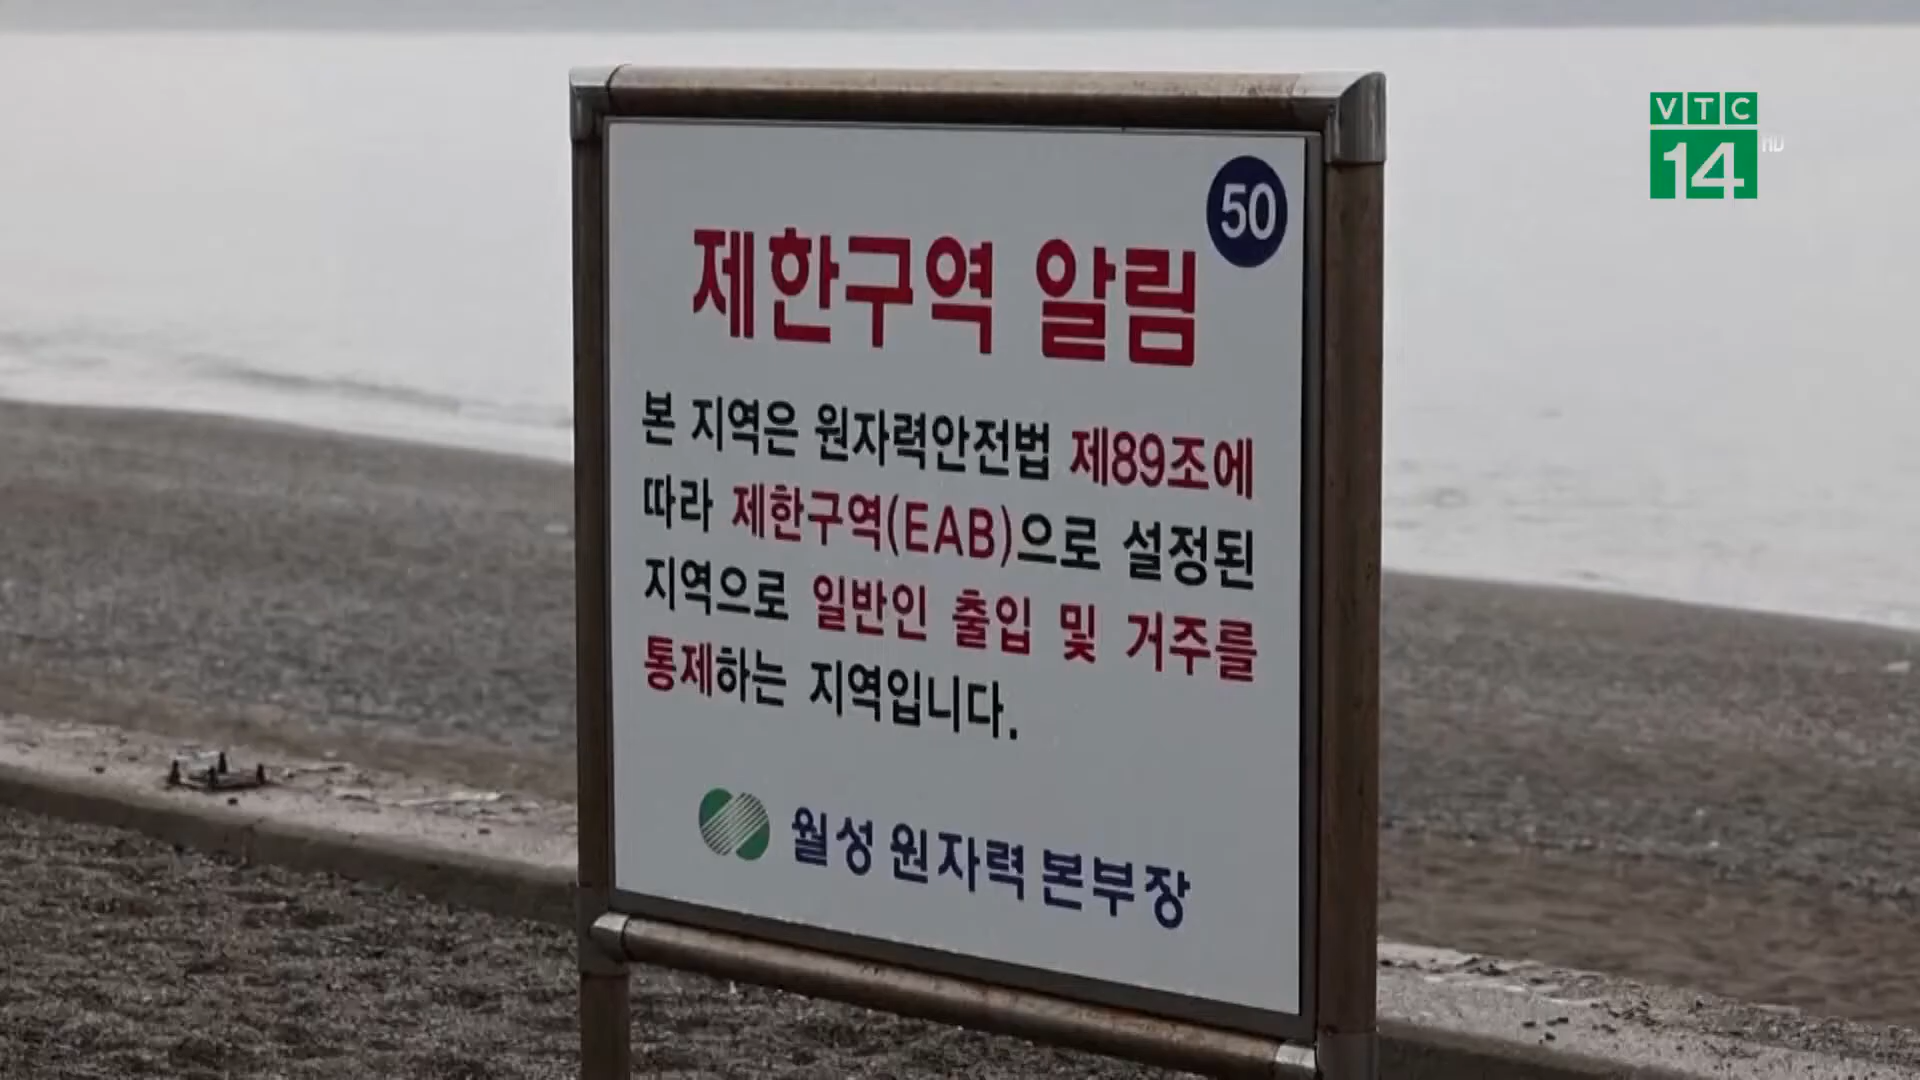 VTC
14
HD
50
제한구역 알림
본 지역은 원자력안전법 제89조에
따라 제한구역(EAB)으로 설정된
지역으로 일반인 출입 및 거주를
통제하는 지역입니다.
월성원자력본부장